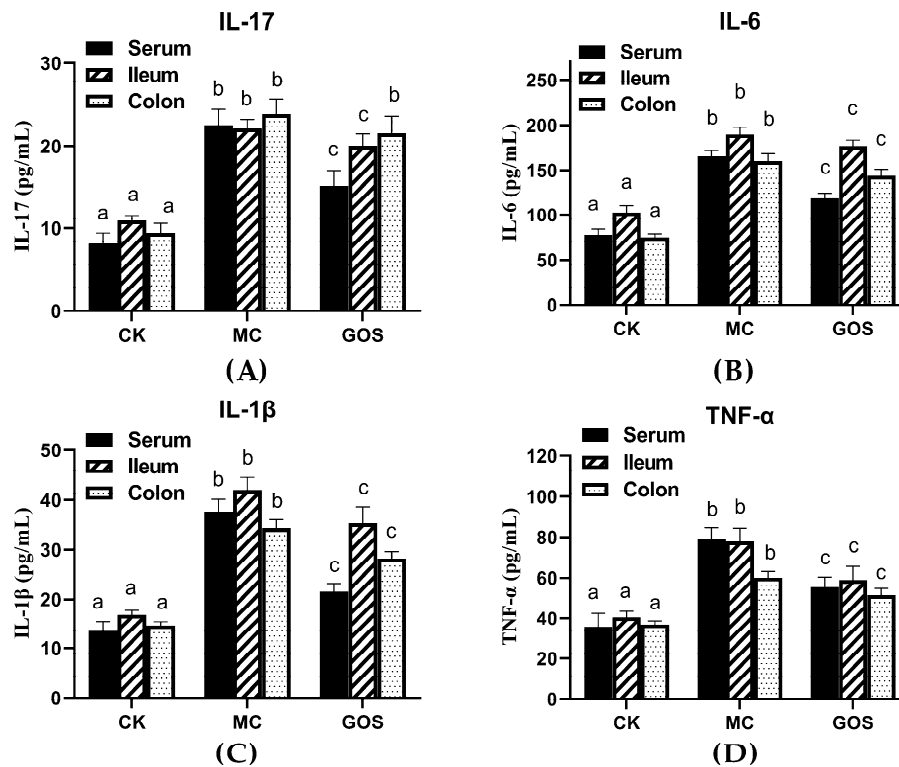 IL-17
Serum
Ileum
Colon
IL-17 (pg/mL)
30
20
10
0
a
a
a
b
b
b
c
c
b
CK
MC
GOS
(A)
IL-6
Serum
Ileum
Colon
IL-6 (pg/mL)
250
200
150
100
50
0
a
a
a
b
b
b
c
c
c
CK
MC
GOS
(B)
IL-1β
Serum
Ileum
Colon
IL-1β (pg/mL)
50
40
30
20
10
0
a
a
a
b
b
b
c
c
c
CK
MC
GOS
(C)
TNF-α
Serum
Ileum
Colon
TNF-α (pg/mL)
120
100
80
60
40
20
0
a
a
a
b
b
b
c
c
c
CK
MC
GOS
(D)